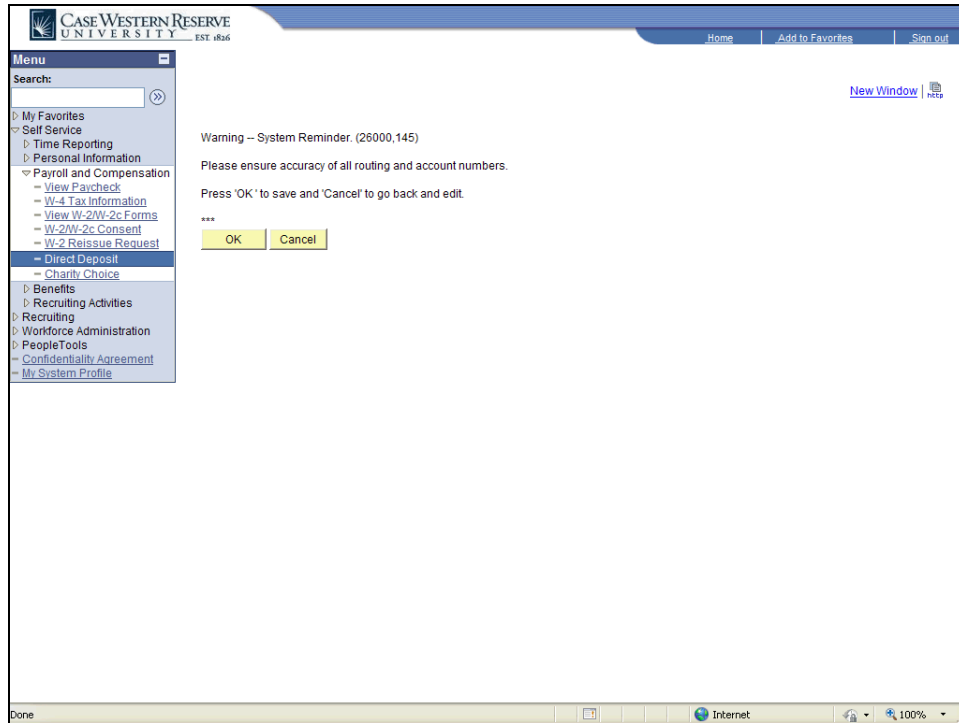 CASE WESTERN RESERVE
UNIVERSITY EST. 1826
Home Add to Favorites Sign out
Menu
Search:
New Window | http
My Favorites
Self Service
Time Reporting
Personal Information
Payroll and Compensation
View Paycheck
W-4 Tax Information
View W-2/W-2c Forms
W-2/W-2c Consent
W-2 Reissue Request
Direct Deposit
Charity Choice
Benefits
Recruiting Activities
Recruiting
Workforce Administration
PeopleTools
Confidentiality Agreement
My System Profile
Warning -- System Reminder. (26000,145)
Please ensure accuracy of all routing and account numbers.
Press 'OK ' to save and 'Cancel' to go back and edit.
***
OK Cancel
Done Internet 100%